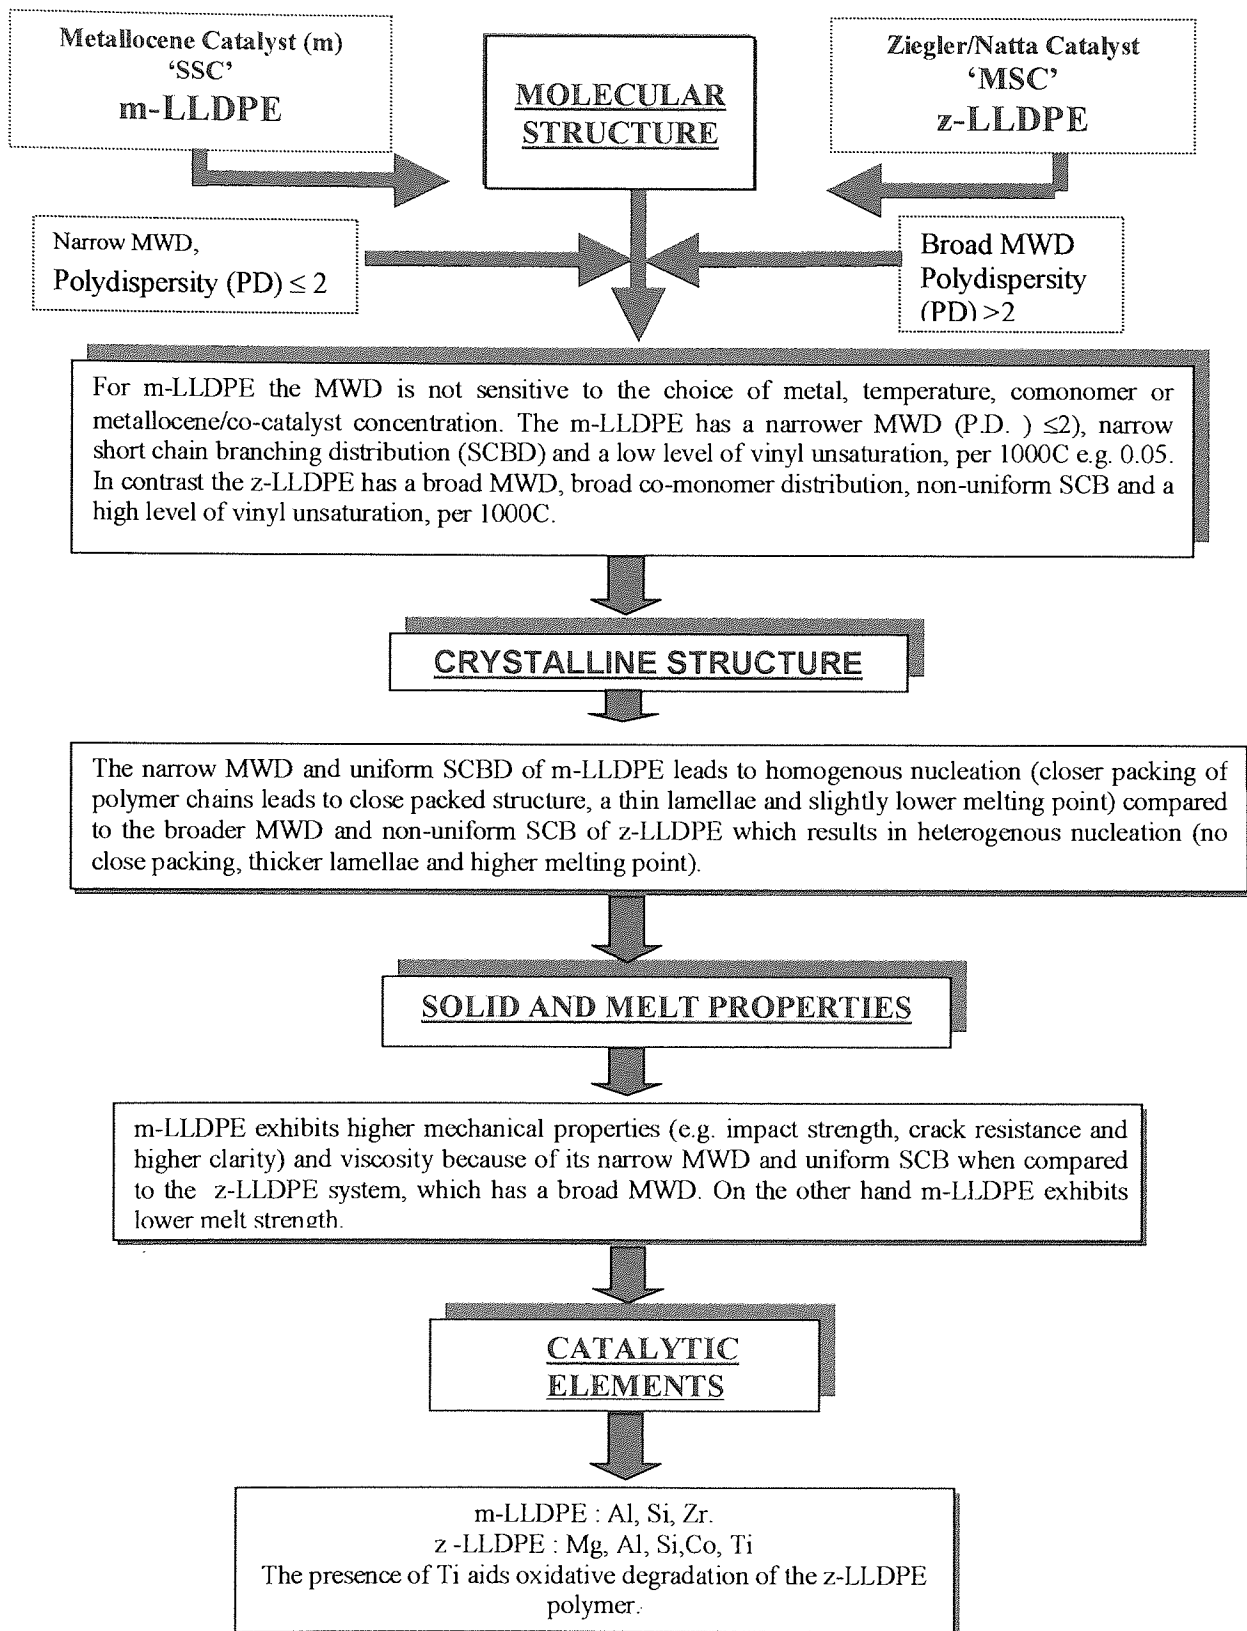 Metallocene Catalyst (m)
‘SSC’
m-LLDPE
MOLECULAR
STRUCTURE
Ziegler/Natta Catalyst
‘MSC’
z-LLDPE
Narrow MWD,
Polydispersity (PD) ≤ 2
Broad MWD
Polydispersity
(PD) >2
For m-LLDPE the MWD is not sensitive to the choice of metal, temperature, comonomer or
metallocene/co-catalyst concentration. The m-LLDPE has a narrower MWD (P.D. ) ≤2), narrow
short chain branching distribution (SCBD) and a low level of vinyl unsaturation, per 1000C e.g. 0.05.
In contrast the z-LLDPE has a broad MWD, broad co-monomer distribution, non-uniform SCB and a
high level of vinyl unsaturation, per 1000C.
CRYSTALLINE STRUCTURE
The narrow MWD and uniform SCBD of m-LLDPE leads to homogenous nucleation (closer packing of
polymer chains leads to close packed structure, a thin lamellae and slightly lower melting point) compared
to the broader MWD and non-uniform SCB of z-LLDPE which results in heterogenous nucleation (no
close packing, thicker lamellae and higher melting point).
SOLID AND MELT PROPERTIES
m-LLDPE exhibits higher mechanical properties (e.g. impact strength, crack resistance and
higher clarity) and viscosity because of its narrow MWD and uniform SCB when compared
to the z-LLDPE system, which has a broad MWD. On the other hand m-LLDPE exhibits
lower melt strength.
CATALYTIC
ELEMENTS
m-LLDPE : Al, Si, Zr.
z -LLDPE : Mg, Al, Si,Co, Ti
The presence of Ti aids oxidative degradation of the z-LLDPE
polymer.